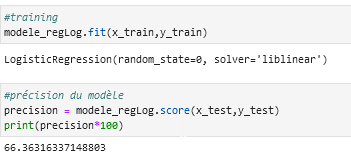 #training
modele_regLog.fit(x_train,y_train)
LogisticRegression(random_state=0, solver='liblinear')
#précision du modèle
precision = modele_regLog.score(x_test,y_test)
print(precision*100)
66.36316337148803